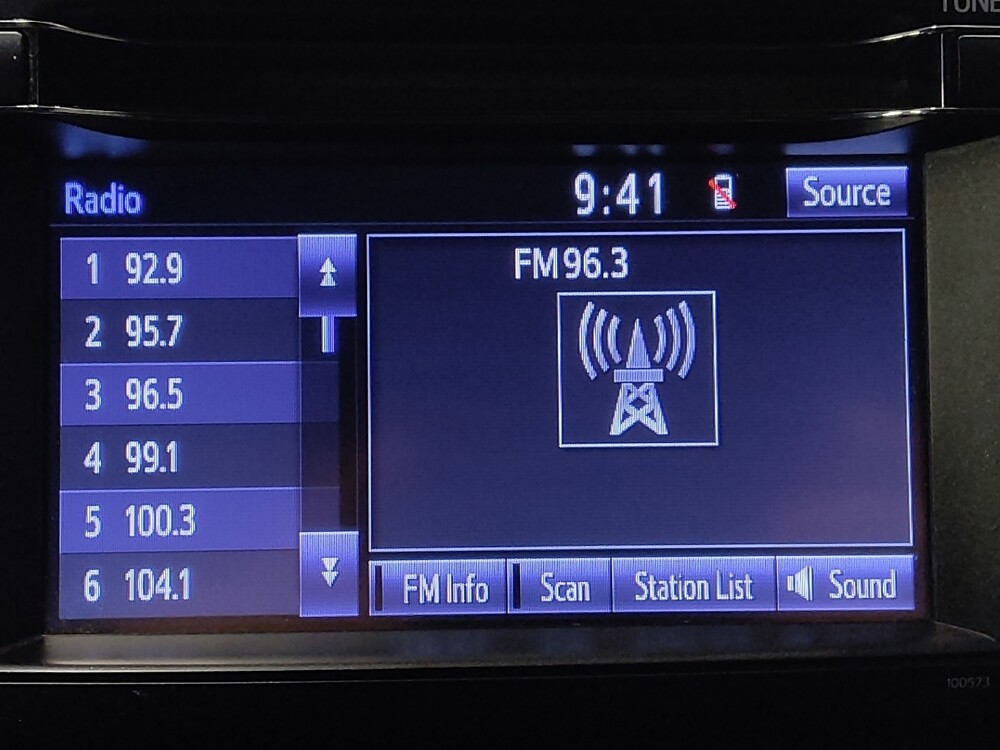 TUNE
Radio
9:41
Source
1 92.9
2 95.7
3 96.5
4 99.1
5 100.3
6 104.1
FM 96.3
FM Info
Scan
Station List
Sound
100573